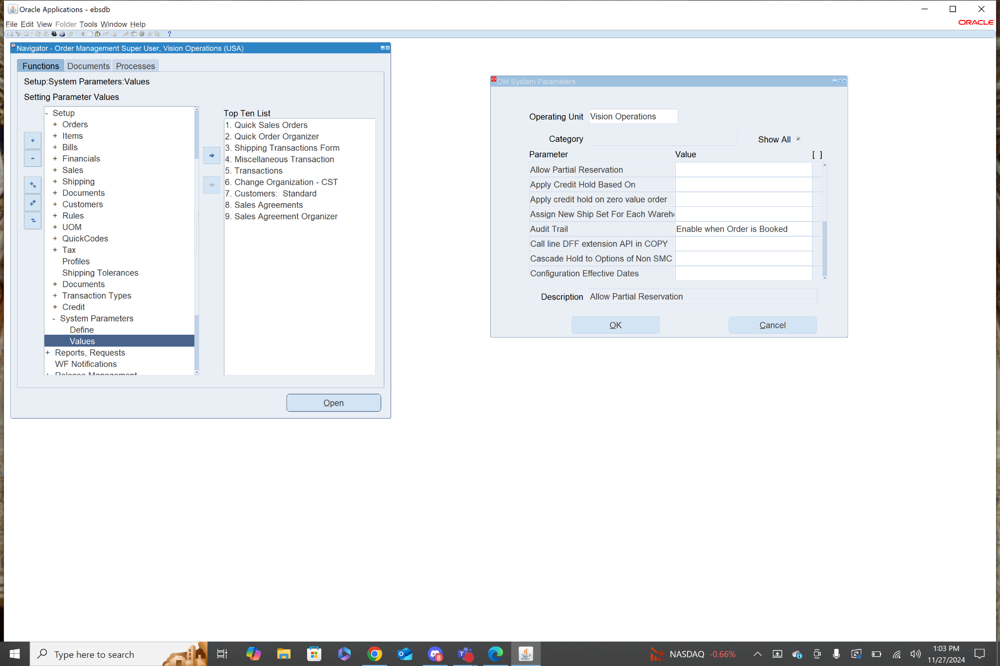 Oracle Applications - ebsdb
File Edit View Folder Tools Window Help
ORACLE
Navigator - Order Management Super User, Vision Operations (USA)
Functions Documents Processes
Setup:System Parameters:Values
Setting Parameter Values
- Setup
+ Orders
+ Items
+ Bills
+ Financials
+ Sales
+ Shipping
+ Documents
+ Customers
+ Rules
+ UOM
+ QuickCodes
+ Tax
Profiles
Shipping Tolerances
+ Documents
+ Transaction Types
+ Credit
- System Parameters
Define
Values
+ Reports, Requests
WF Notifications
+ Release Management
Top Ten List
1. Quick Sales Orders
2. Quick Order Organizer
3. Shipping Transactions Form
4. Miscellaneous Transaction
5. Transactions
6. Change Organization - CST
7. Customers: Standard
8. Sales Agreements
9. Sales Agreement Organizer
Open
OM System Parameters
Operating Unit Vision Operations
Category Show All
Parameter Value [ ]
Allow Partial Reservation
Apply Credit Hold Based On
Apply credit hold on zero value order
Assign New Ship Set For Each Wareh
Audit Trail Enable when Order is Booked
Call line DFF extension API in COPY
Cascade Hold to Options of Non SMC
Configuration Effective Dates
Description Allow Partial Reservation
OK Cancel
Type here to search
8
NASDAQ -0.66%
1:03 PM
11/27/2024